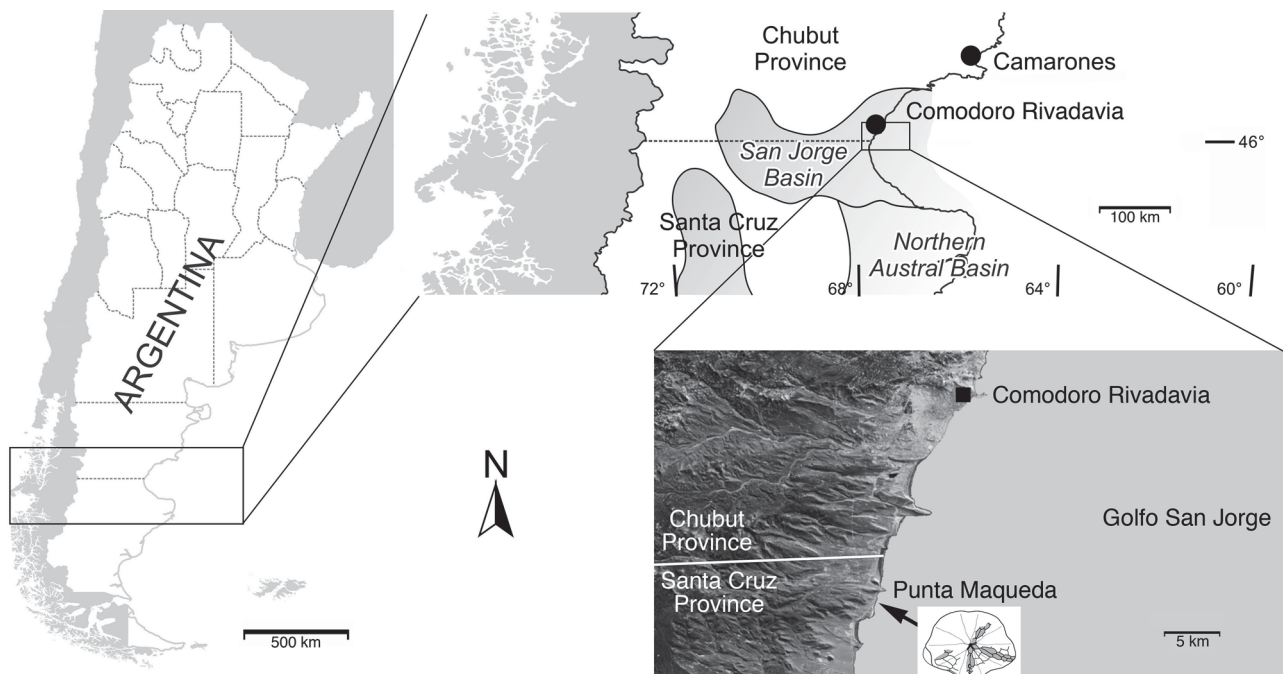 ARGENTINA
500 km
N
Chubut
Province
Camarones
Comodoro Rivadavia
San Jorge
Basin
46°
100 km
Santa Cruz
Province
Northern
Austral Basin
72°
68°
64°
60°
Comodoro Rivadavia
Chubut
Province
Golfo San Jorge
Santa Cruz
Province
Punta Maqueda
5 km